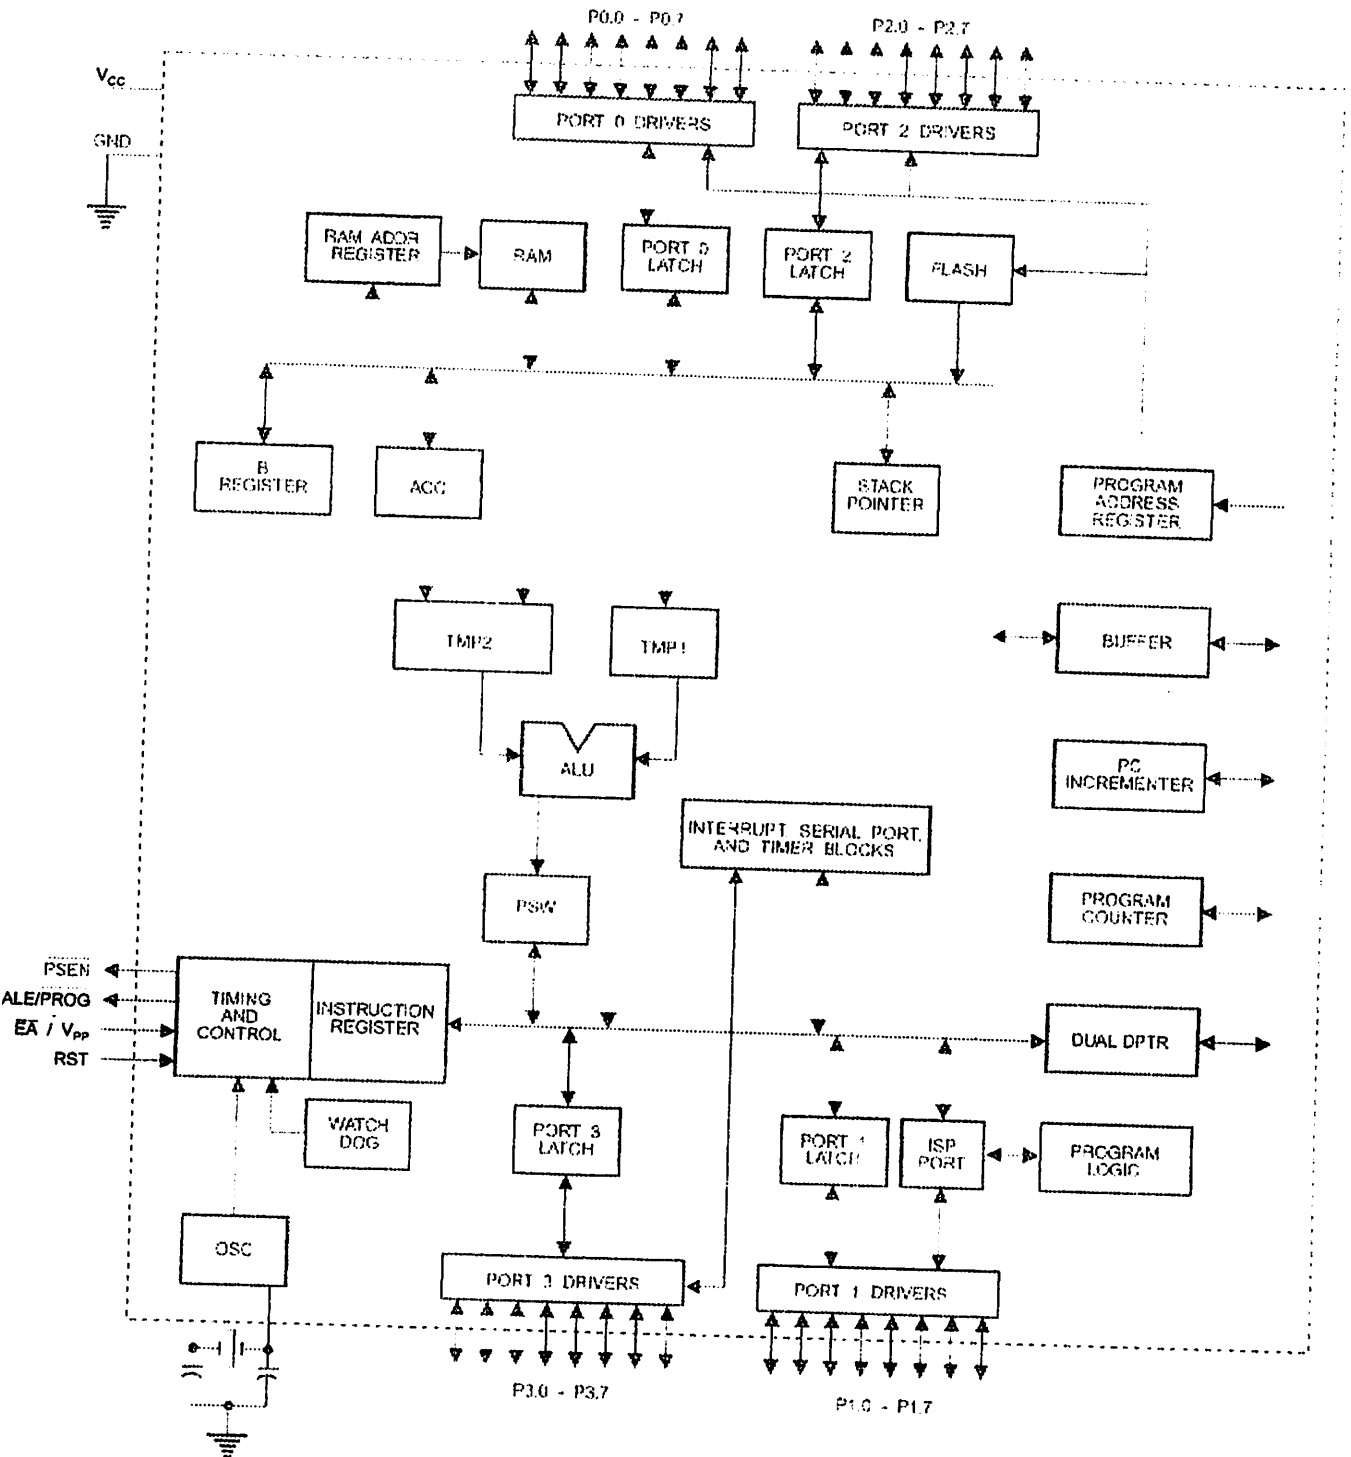 P0.0 - P0.7
P2.0 - P2.7
VCC
GND
PORT 0 DRIVERS
PORT 2 DRIVERS
RAM ADDR.
REGISTER
RAM
PORT 0
LATCH
PORT 2
LATCH
FLASH
B
REGISTER
ACC
STACK
POINTER
PROGRAM
ADDRESS
REGISTER
TMP2
TMP1
BUFFER
ALU
PC
INCREMENTER
INTERRUPT, SERIAL PORT,
AND TIMER BLOCKS
PSW
PROGRAM
COUNTER
PSEN
ALE/PROG
EA / VPP
RST
TIMING
AND
CONTROL
INSTRUCTION
REGISTER
DUAL DPTR
WATCH
DOG
PORT 3
LATCH
PORT 1
LATCH
ISP
PORT
PROGRAM
LOGIC
OSC
PORT 3 DRIVERS
PORT 1 DRIVERS
P3.0 - P3.7
P1.0 - P1.7